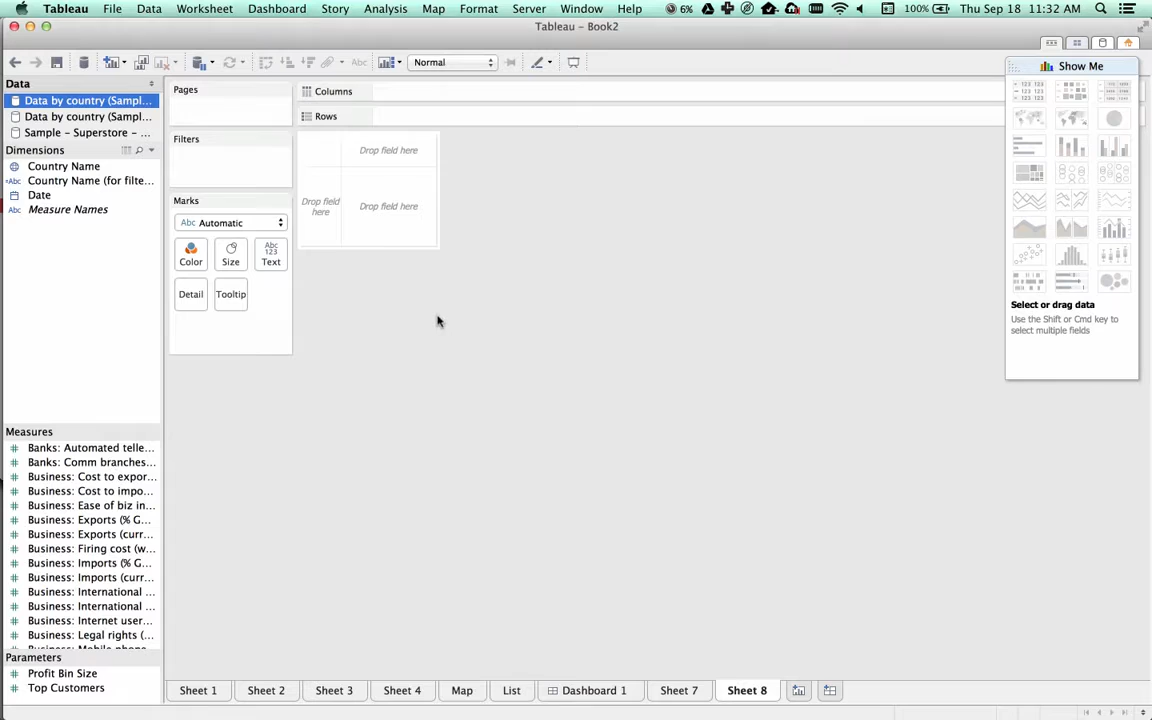 Tableau File Data Worksheet Dashboard Story Analysis Map Format Server Window Help 6% 100% Thu Sep 18 11:32 AM
Tableau - Book2
Abc Normal
Data
Data by country (Sampl...
Data by country (Sampl...
Sample - Superstore - ...
Dimensions
Country Name
=Abc Country Name (for filte...
Date
Abc Measure Names
Measures
Banks: Automated telle...
Banks: Comm branches...
Business: Cost to expor...
Business: Cost to impo...
Business: Ease of biz in...
Business: Exports (% G...
Business: Exports (curr...
Business: Firing cost (w...
Business: Imports (% G...
Business: Imports (curr...
Business: International ...
Business: International ...
Business: Internet user...
Business: Legal rights (...
Parameters
Profit Bin Size
Top Customers
Pages
Filters
Marks
Abc Automatic
Color Size Abc 123 Text
Detail Tooltip
Columns
Rows
Drop field here
Drop field here
Drop field here
Show Me
Select or drag data
Use the Shift or Cmd key to
select multiple fields
Sheet 1 Sheet 2 Sheet 3 Sheet 4 Map List Dashboard 1 Sheet 7 Sheet 8